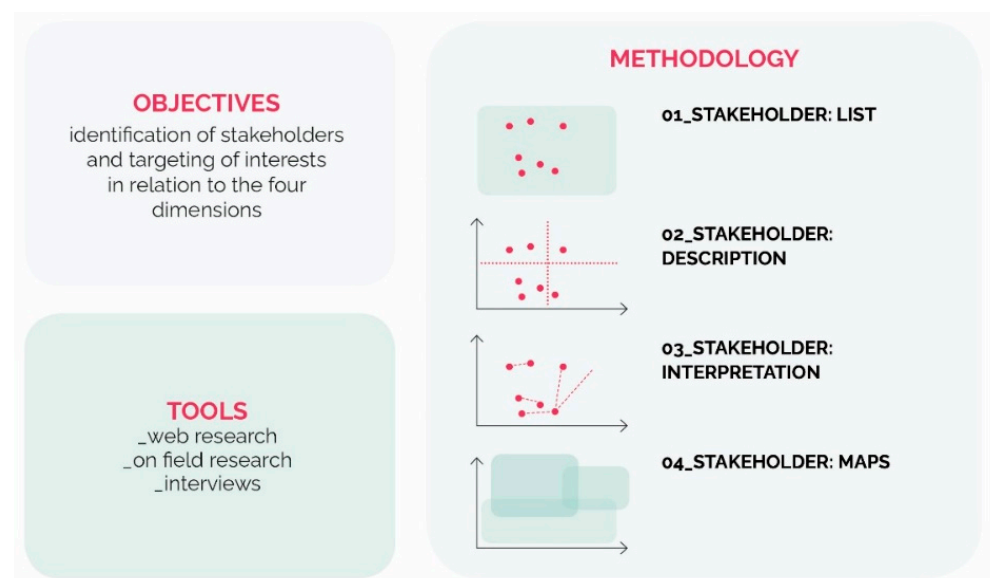 OBJECTIVES
identification of stakeholders
and targeting of interests
in relation to the four
dimensions
TOOLS
_web research
_on field research
_interviews
METHODOLOGY
01_STAKEHOLDER: LIST
02_STAKEHOLDER:
DESCRIPTION
03_STAKEHOLDER:
INTERPRETATION
04_STAKEHOLDER: MAPS